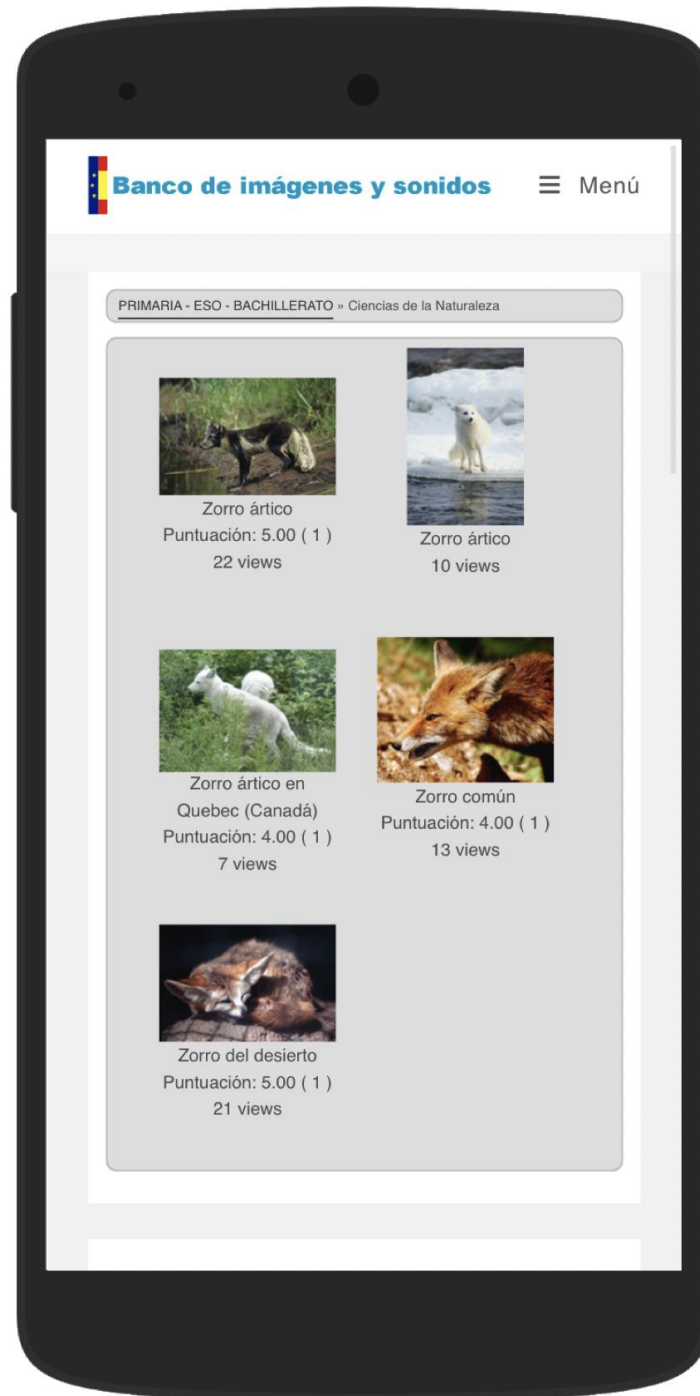 Banco de imágenes y sonidos
Menú
PRIMARIA - ESO - BACHILLERATO » Ciencias de la Naturaleza
Zorro ártico
Puntuación: 5.00 ( 1 )
22 views
Zorro ártico
10 views
Zorro ártico en
Quebec (Canadá)
Puntuación: 4.00 ( 1 )
7 views
Zorro común
Puntuación: 4.00 ( 1 )
13 views
Zorro del desierto
Puntuación: 5.00 ( 1 )
21 views